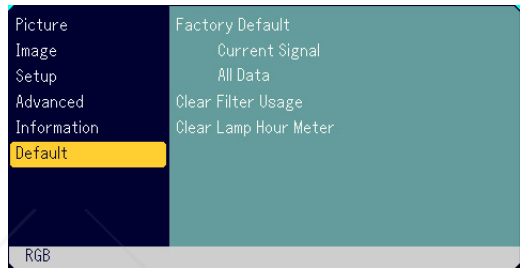 Picture
Image
Setup
Advanced
Information
Default
Factory Default
Current Signal
All Data
Clear Filter Usage
Clear Lamp Hour Meter
RGB